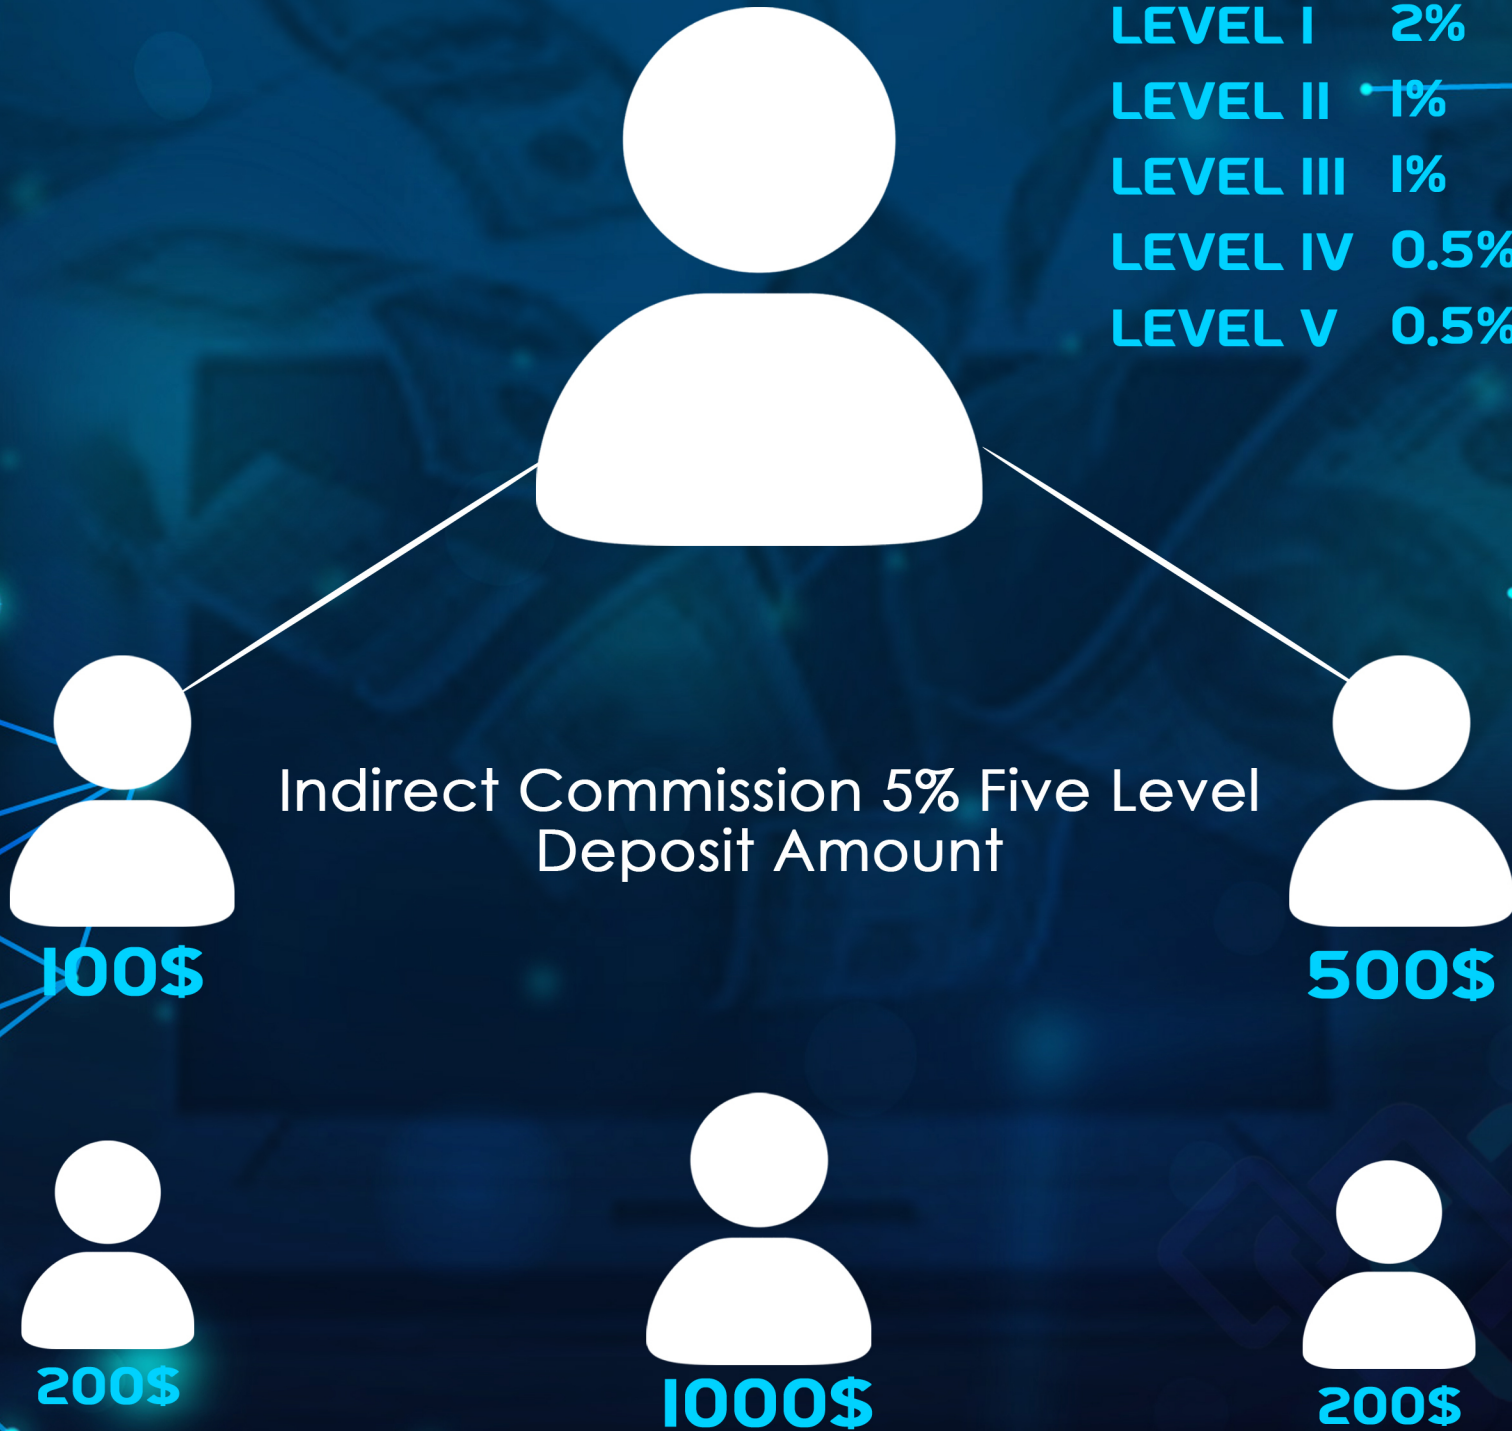 LEVEL I 2%
LEVEL II 1%
LEVEL III 1%
LEVEL IV 0.5%
LEVEL V 0.5%
Indirect Commission 5% Five Level
Deposit Amount
100$
500$
200$
1000$
200$